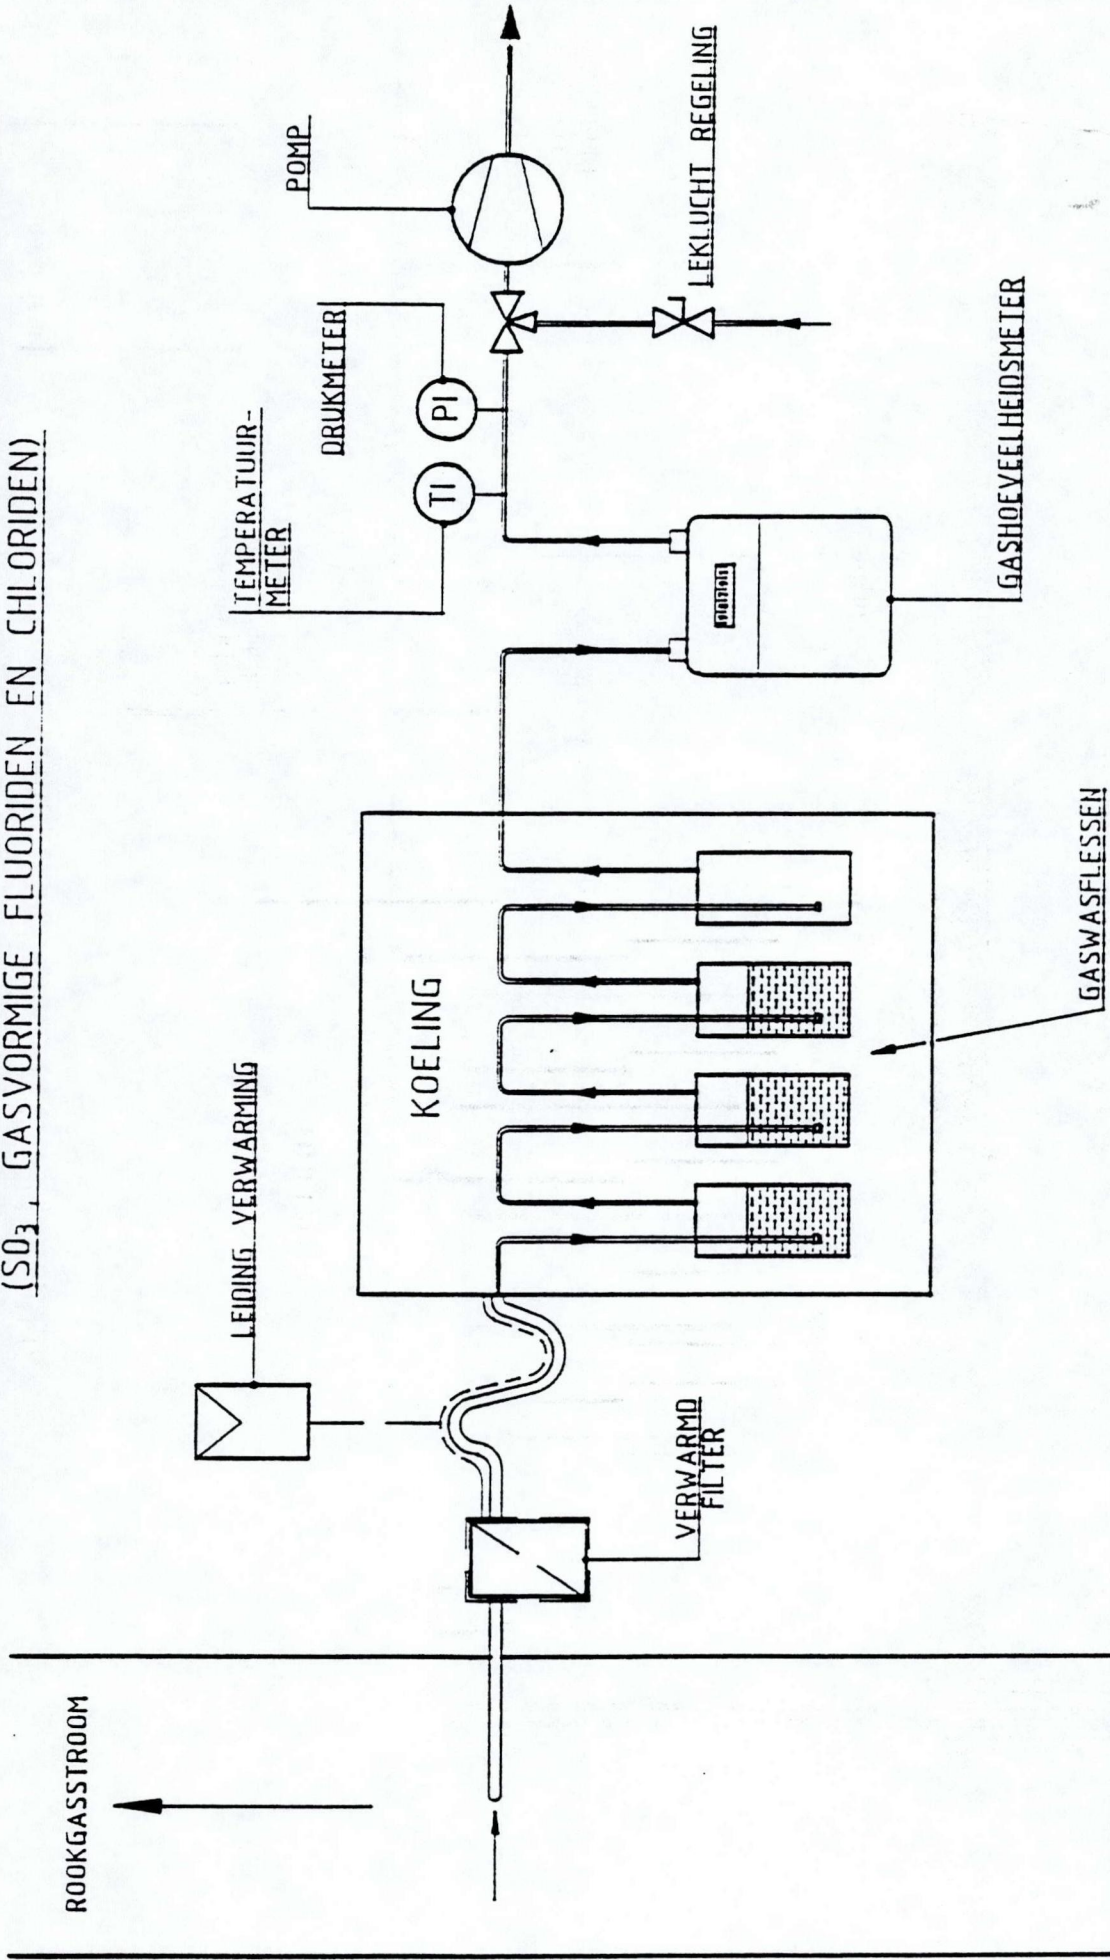 (SO₃, GASVORMIGE FLUORIDEN EN CHLORIDEN)
ROOKGASSTROOM
LEIDING VERWARMING
VERWARMD
FILTER
KOELING
GASWASFLESSEN
TEMPERATUUR-
METER
TI
DRUKMETER
PI
POMP
LEKLUCHT REGELING
GASHOEVEELHEIDSMETER